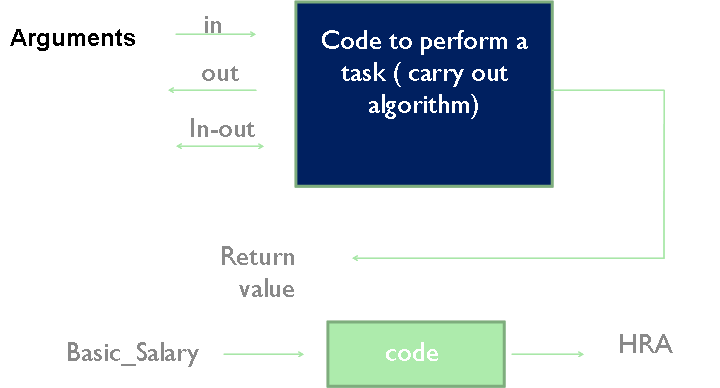 Arguments
in
out
In-out
Code to perform a
task ( carry out
algorithm)
Return
value
Basic_Salary
code
HRA